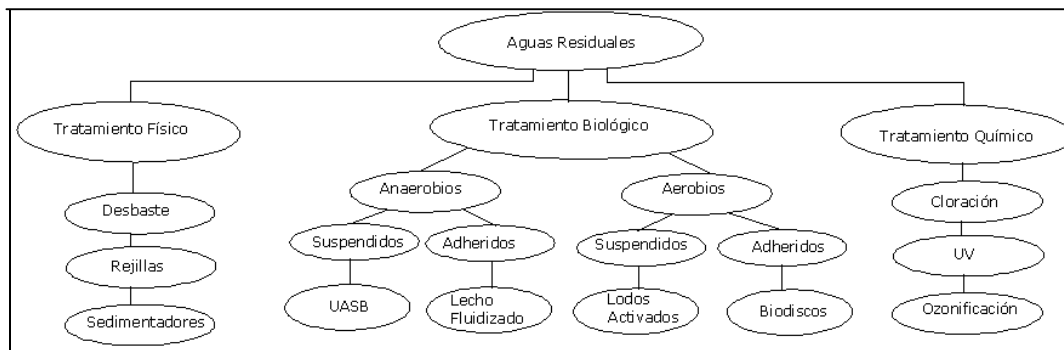 Aguas Residuales
Tratamiento Físico
Tratamiento Biológico
Tratamiento Químico
Anaerobios
Aerobios
Desbaste
Cloración
Suspendidos
Adheridos
Suspendidos
Adheridos
Rejillas
UV
UASB
Lecho
Fluidizado
Lodos
Activados
Biodiscos
Sedimentadores
Ozonificación